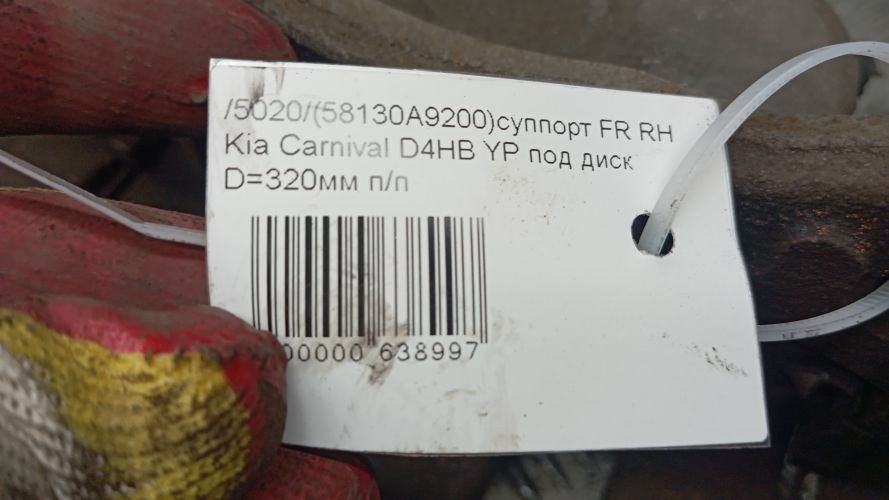 /5020/(58130A9200)суппорт FR RH
Kia Carnival D4HB YP под диск
D=320мм п/п
00000 638997